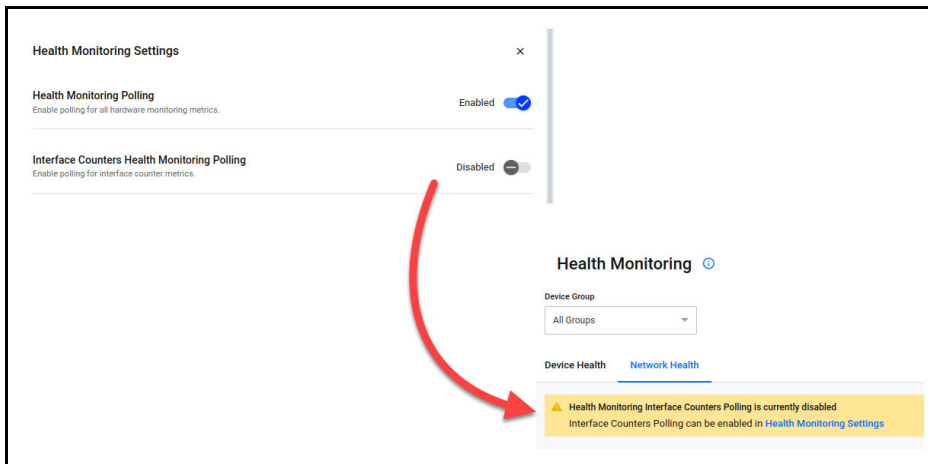 Health Monitoring Settings
Health Monitoring Polling
Enable polling for all hardware monitoring metrics.
Enabled
Interface Counters Health Monitoring Polling
Enable polling for interface counter metrics.
Disabled
Health Monitoring
Device Group
All Groups
Device Health Network Health
Health Monitoring Interface Counters Polling is currently disabled
Interface Counters Polling can be enabled in Health Monitoring Settings